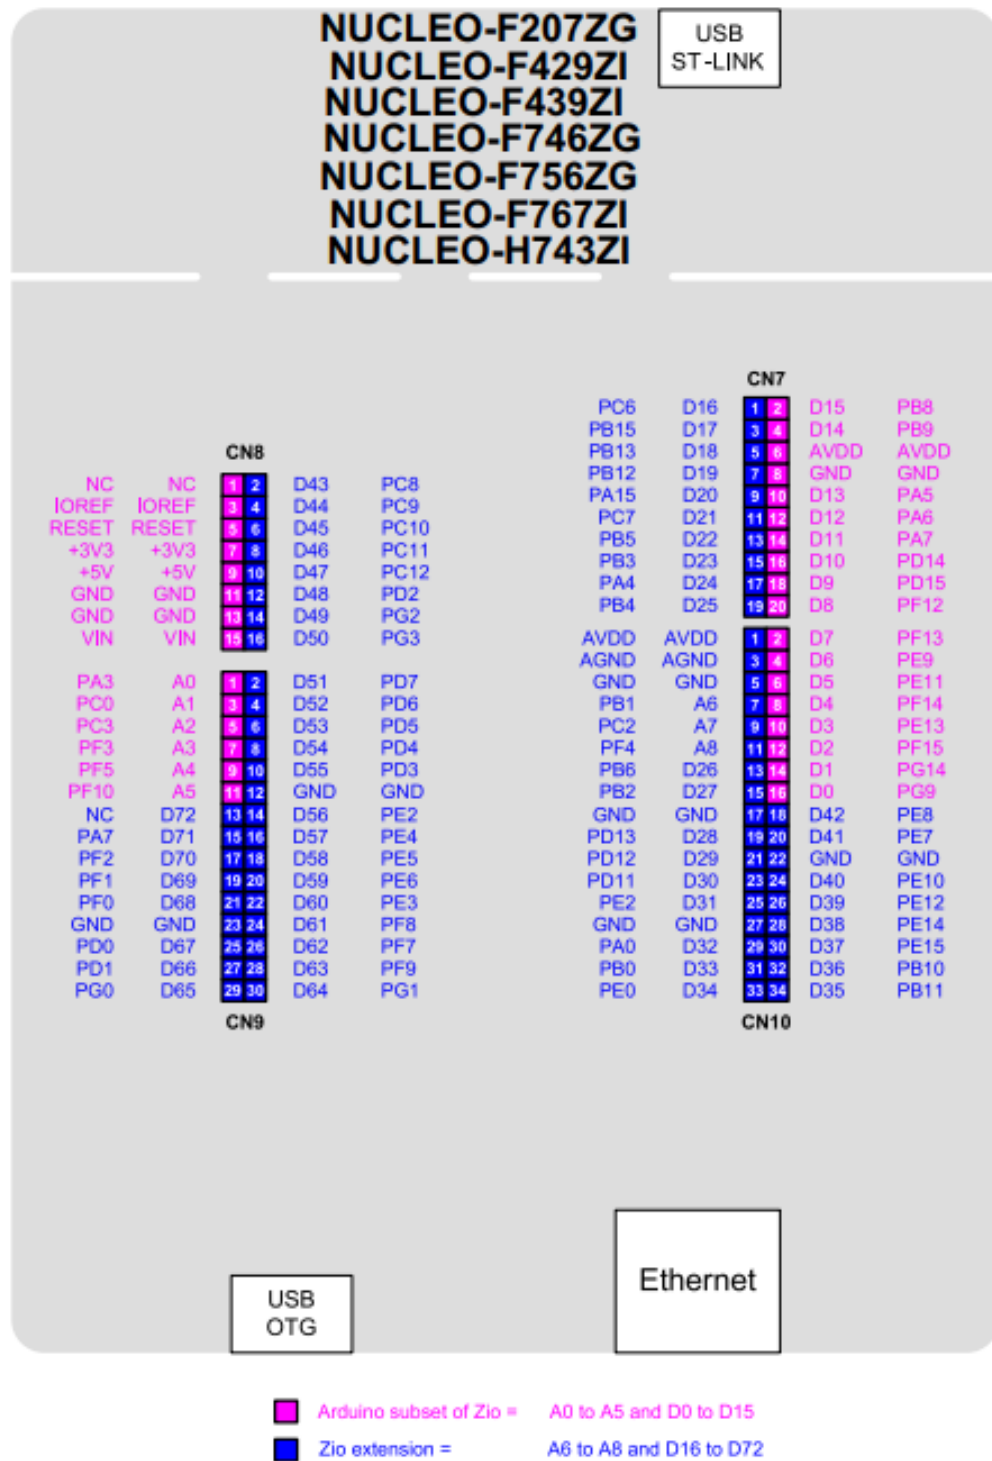 NUCLEO-F207ZG
NUCLEO-F429ZI
NUCLEO-F439ZI
NUCLEO-F746ZG
NUCLEO-F756ZG
NUCLEO-F767ZI
NUCLEO-H743ZI
USB
ST-LINK
CN8
NC NC 1 2 D43 PC8
IOREF IOREF 3 4 D44 PC9
RESET RESET 5 6 D45 PC10
+3V3 +3V3 7 8 D46 PC11
+5V +5V 9 10 D47 PC12
GND GND 11 12 D48 PD2
GND GND 13 14 D49 PG2
VIN VIN 15 16 D50 PG3
PA3 A0 1 2 D51 PD7
PC0 A1 3 4 D52 PD6
PC3 A2 5 6 D53 PD5
PF3 A3 7 8 D54 PD4
PF5 A4 9 10 D55 PD3
PF10 A5 11 12 GND GND
NC D72 13 14 D56 PE2
PA7 D71 15 16 D57 PE4
PF2 D70 17 18 D58 PE5
PF1 D69 19 20 D59 PE6
PF0 D68 21 22 D60 PE3
GND GND 23 24 D61 PF8
PD0 D67 25 26 D62 PF7
PD1 D66 27 28 D63 PF9
PG0 D65 29 30 D64 PG1
CN9
CN7
PC6 D16 1 2 D15 PB8
PB15 D17 3 4 D14 PB9
PB13 D18 5 6 AVDD AVDD
PB12 D19 7 8 GND GND
PA15 D20 9 10 D13 PA5
PC7 D21 11 12 D12 PA6
PB5 D22 13 14 D11 PA7
PB3 D23 15 16 D10 PD14
PA4 D24 17 18 D9 PD15
PB4 D25 19 20 D8 PF12
AVDD AVDD 1 2 D7 PF13
AGND AGND 3 4 D6 PE9
GND GND 5 6 D5 PE11
PB1 A6 7 8 D4 PF14
PC2 A7 9 10 D3 PE13
PF4 A8 11 12 D2 PF15
PB6 D26 13 14 D1 PG14
PB2 D27 15 16 D0 PG9
GND GND 17 18 D42 PE8
PD13 D28 19 20 D41 PE7
PD12 D29 21 22 GND GND
PD11 D30 23 24 D40 PE10
PE2 D31 25 26 D39 PE12
GND GND 27 28 D38 PE14
PA0 D32 29 30 D37 PE15
PB0 D33 31 32 D36 PB10
PE0 D34 33 34 D35 PB11
CN10
USB
OTG
Ethernet
Arduino subset of Zio = A0 to A5 and D0 to D15
Zio extension = A6 to A8 and D16 to D72